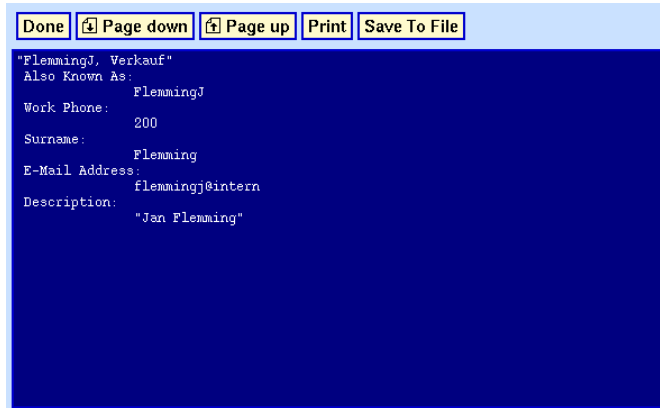 Done Page down Page up Print Save To File
"FlemmingJ, Verkauf"
Also Known As:
FlemmingJ
Work Phone:
200
Surname:
Flemming
E-Mail Address:
flemmingj@intern
Description:
"Jan Flemming"